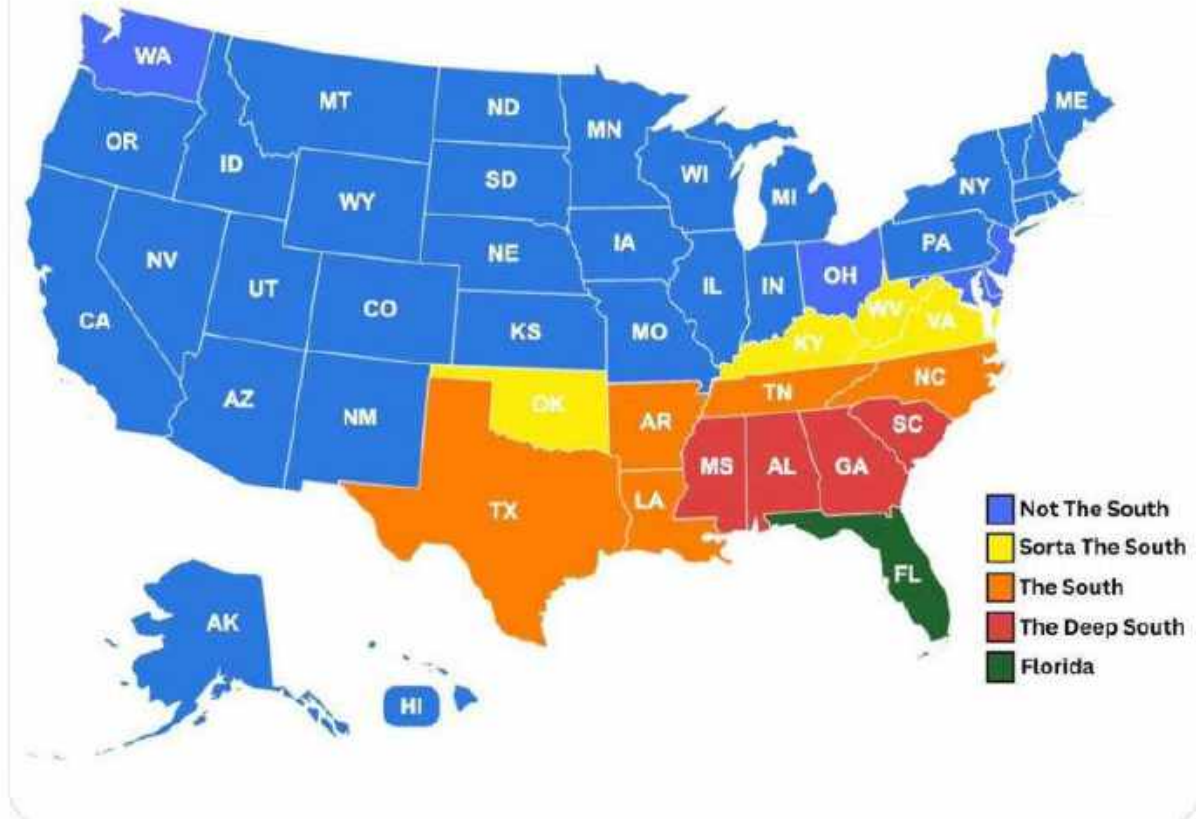 WA
MT
ND
MN
ME
OR
ID
SD
WI
MI
NY
WY
NV
UT
CO
NE
IA
IL
IN
OH
PA
CA
KS
MO
KY
WV
VA
AZ
NM
OK
AR
TN
NC
SC
TX
LA
MS
AL
GA
FL
AK
HI
Not The South
Sorta The South
The South
The Deep South
Florida